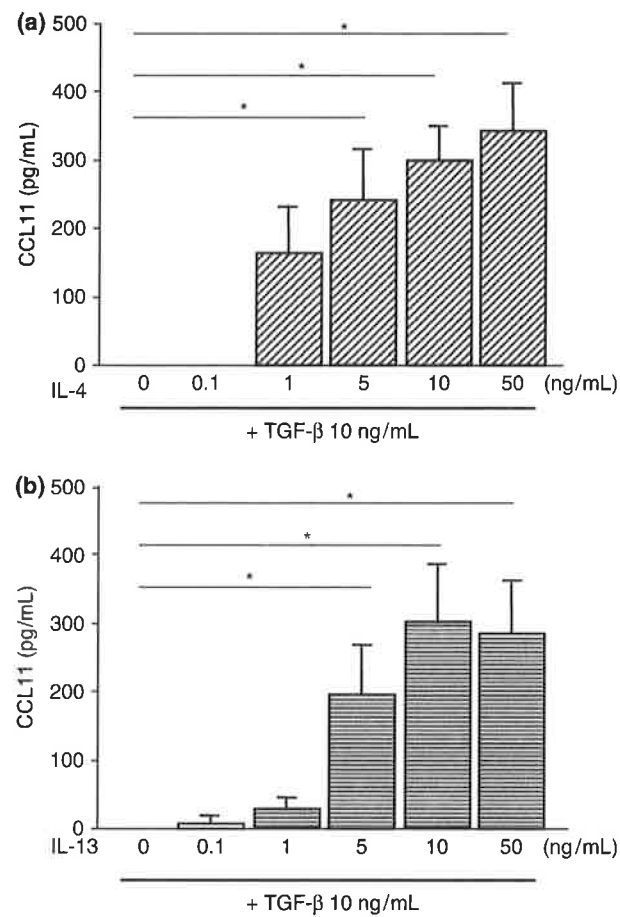 (a)
500
*
400
*
*
300
CCL11 (pg/mL)
200
100
0
IL-4 0 0.1 1 5 10 50 (ng/mL)
+ TGF-β 10 ng/mL
(b)
500
*
400
*
*
300
CCL11 (pg/mL)
200
100
0
IL-13 0 0.1 1 5 10 50 (ng/mL)
+ TGF-β 10 ng/mL